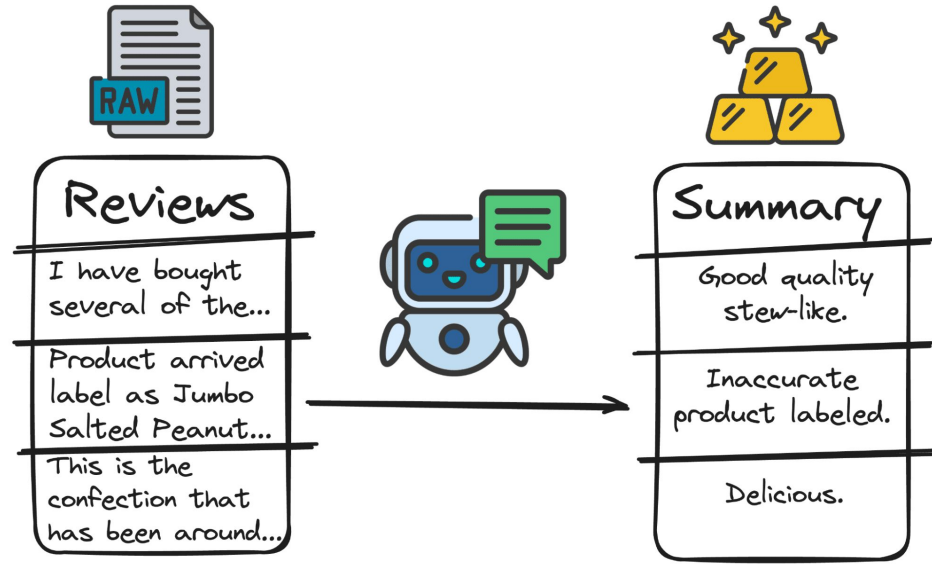 RAW
Reviews
I have bought
several of the...
Product arrived
label as Jumbo
Salted Peanut...
This is the
confection that
has been around...
Summary
Good quality
stew-like.
Inaccurate
product labeled.
Delicious.